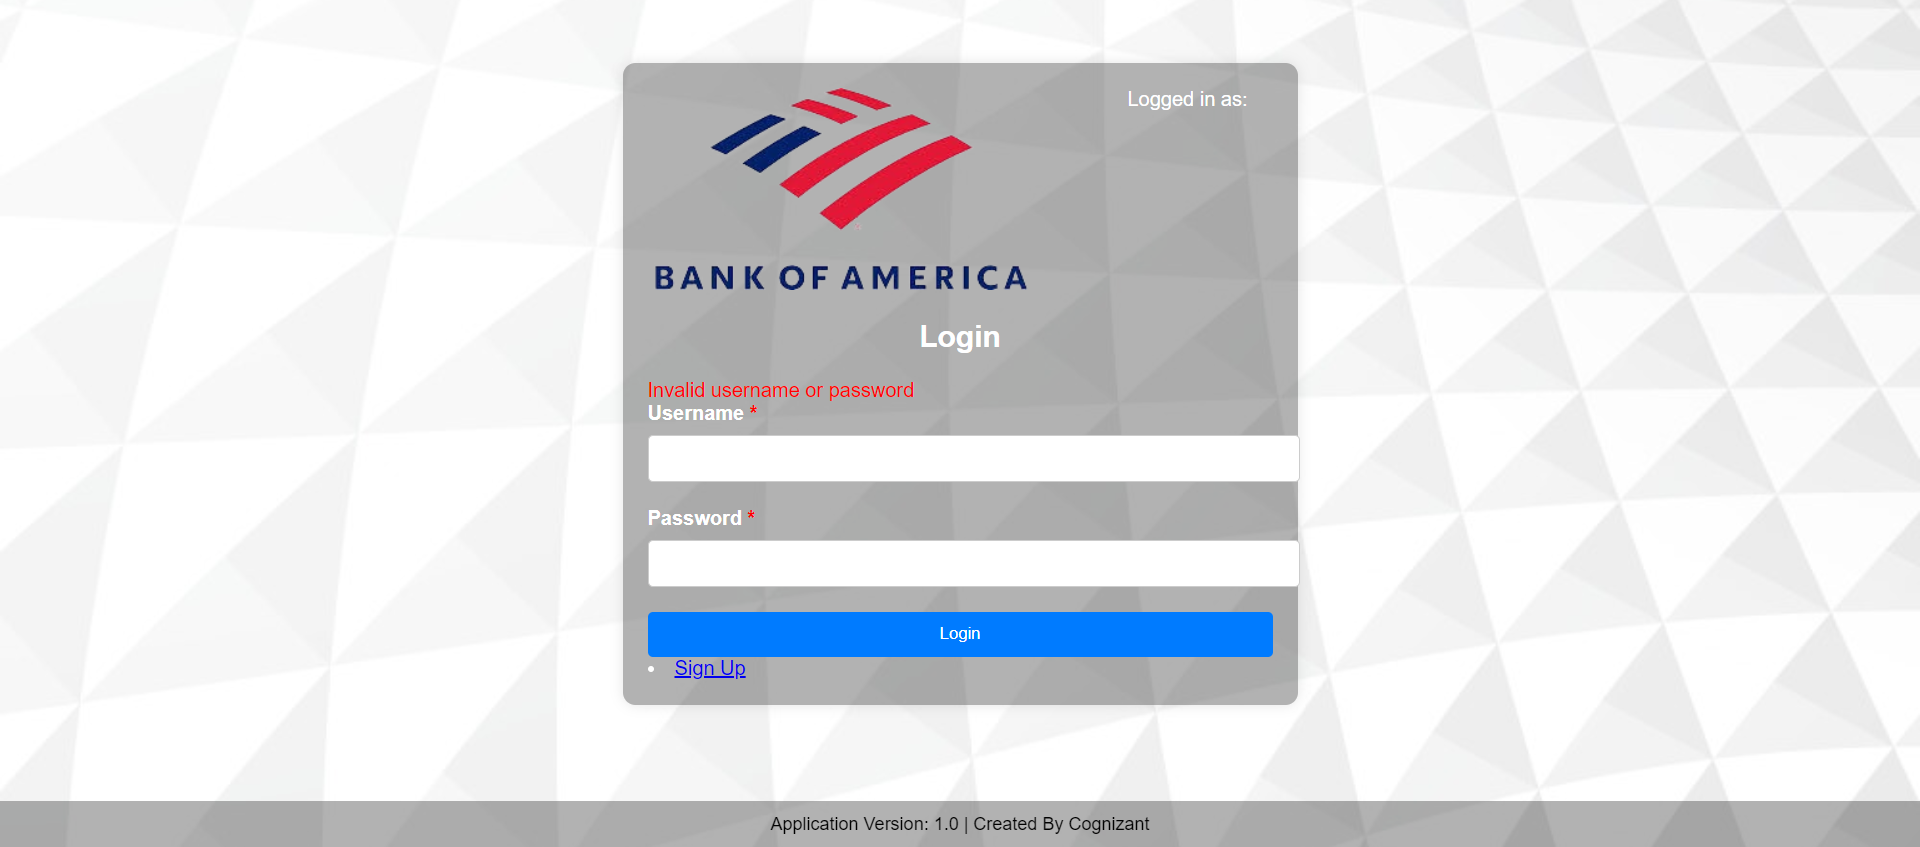 Logged in as:
BANK OF AMERICA
Login
Invalid username or password
Username *
Password *
Login
Sign Up
Application Version: 1.0 | Created By Cognizant